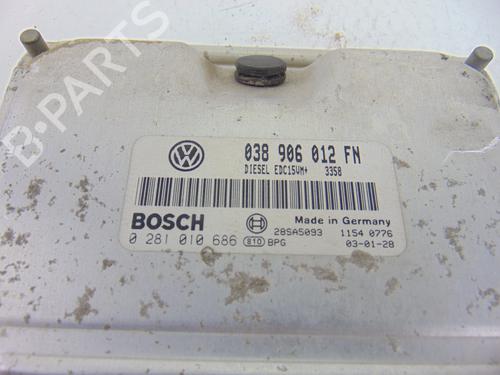 038 906 012 FN
DIESEL EDC15VM+ 3358
BOSCH
Made in Germany
0 281 010 686
28SA5093
1154 0776
810
BPG
03-01-28
B-PARTS